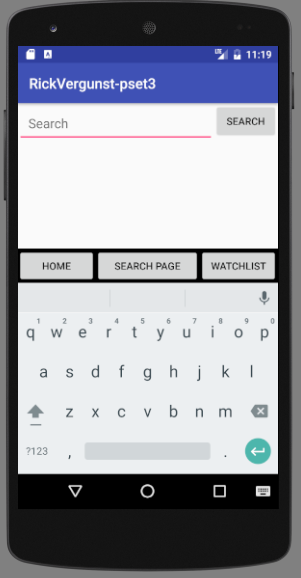 LTE 11:19
RickVergunst-pset3
Search SEARCH
HOME SEARCH PAGE WATCHLIST
1 2 3 4 5 6 7 8 9 0
q w e r t y u i o p
a s d f g h j k l
z x c v b n m
?123 , .